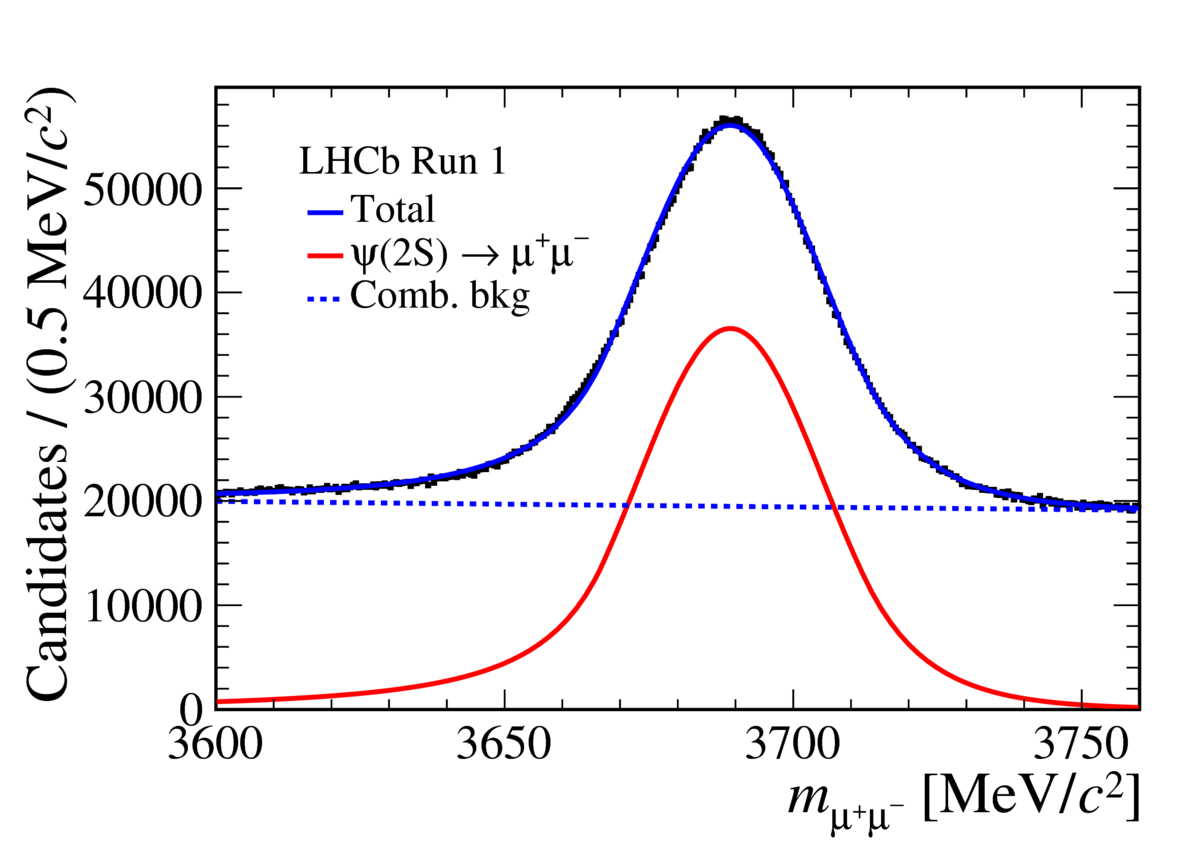 Candidates / (0.5 MeV/c²)
50000
40000
30000
20000
10000
0
LHCb Run 1
Total
ψ(2S) → μ⁺μ⁻
Comb. bkg
3600 3650 3700 3750
m_μ⁺μ⁻ [MeV/c²]